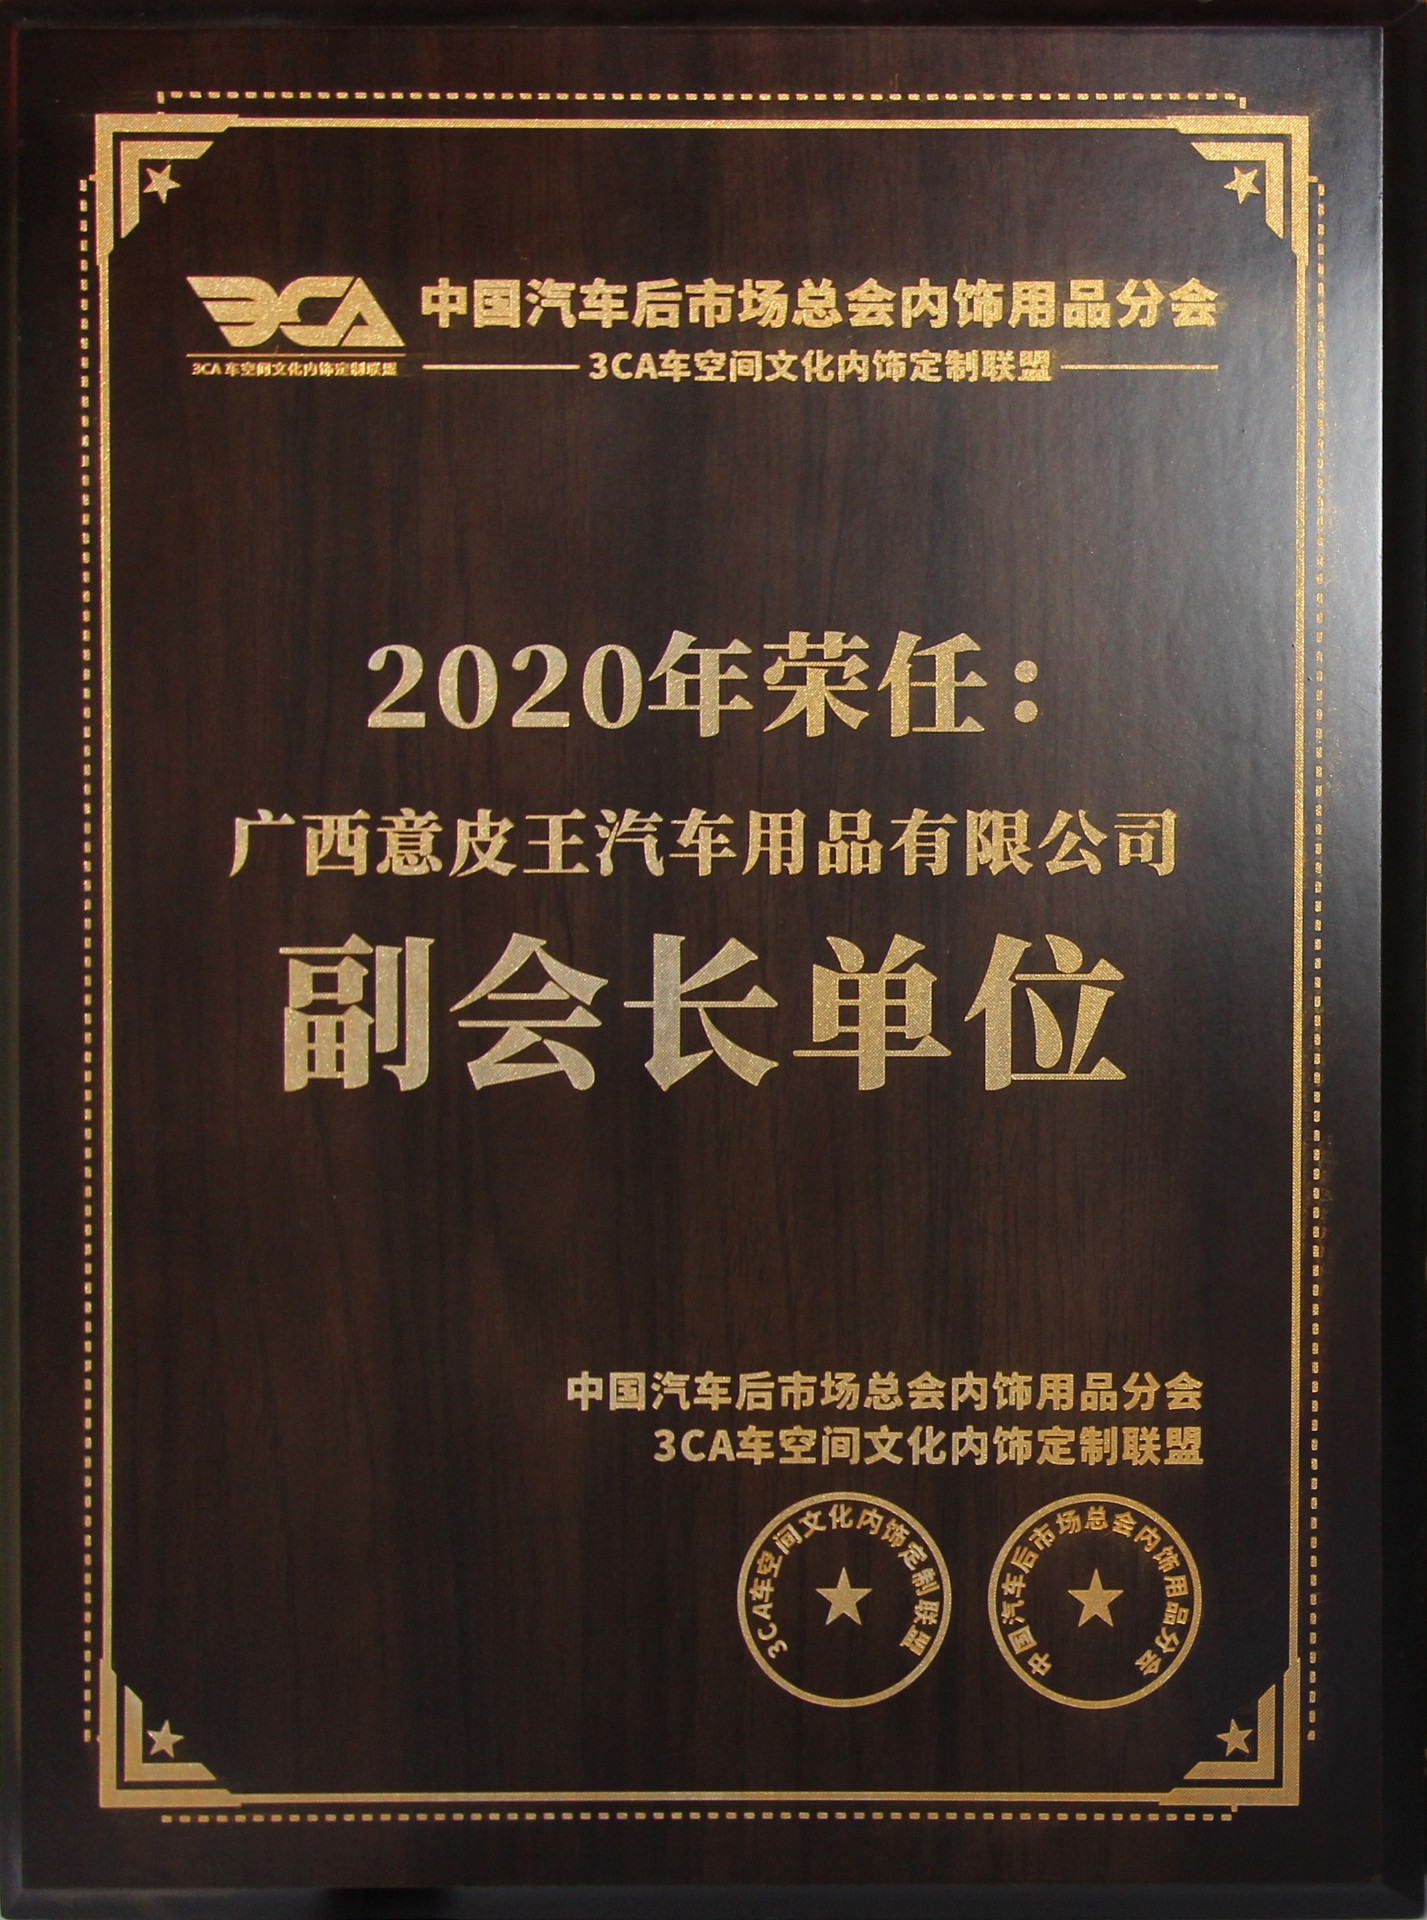 3CA 中国汽车后市场总会内饰用品分会
3CA车空间文化内饰定制联盟
3CA车空间文化内饰定制联盟
2020年荣任：
广西意皮王汽车用品有限公司
副会长单位
中国汽车后市场总会内饰用品分会
3CA车空间文化内饰定制联盟
3CA车空间文化内饰定制联盟
中国汽车后市场总会内饰用品分会